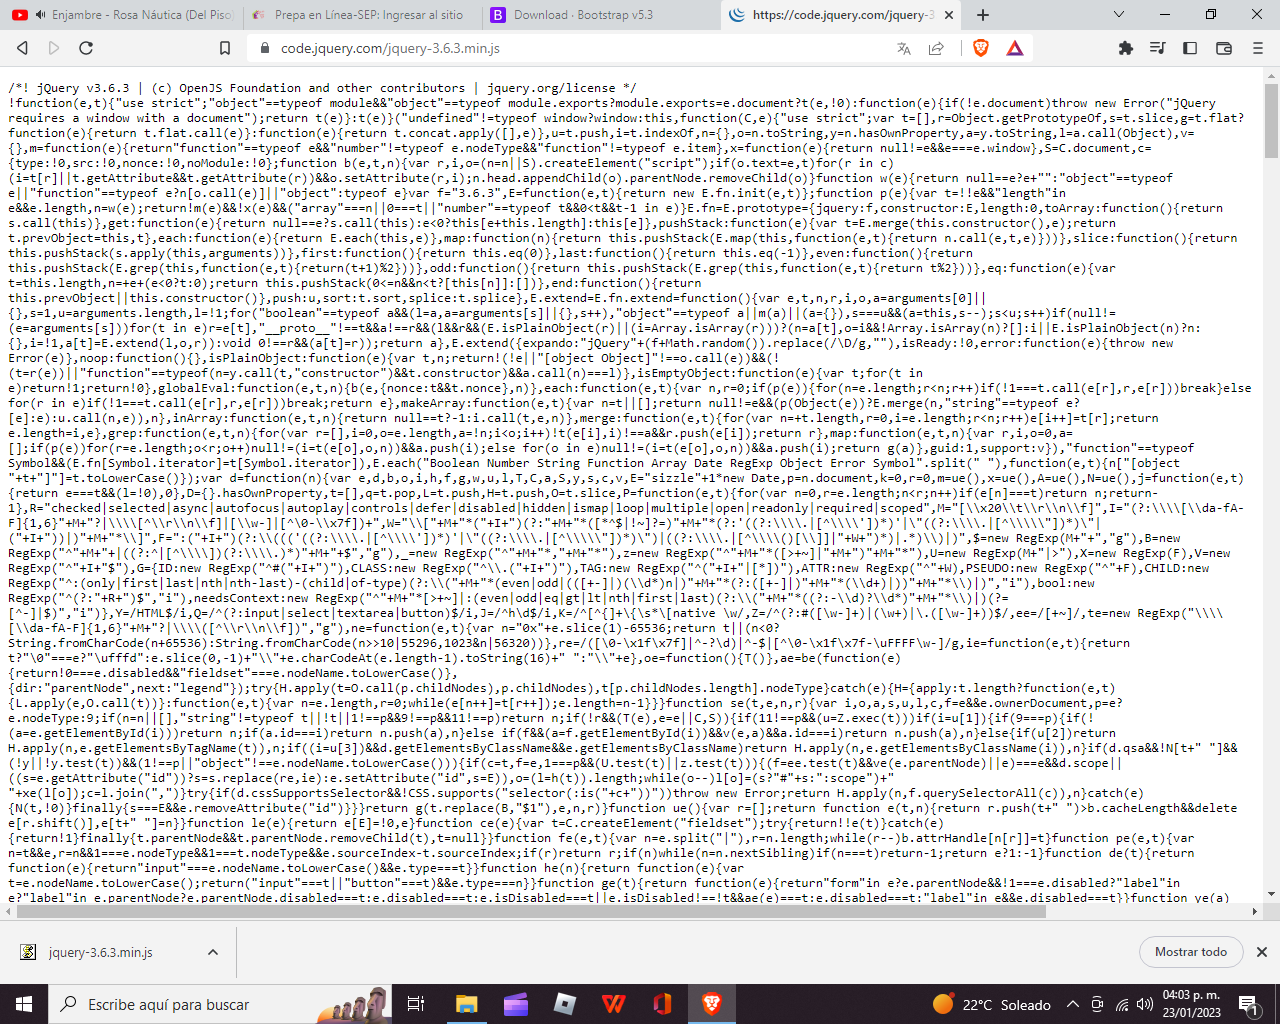 Enjambre - Rosa Náutica (Del Piso)
Prepa en Línea-SEP: Ingresar al sitio
Download · Bootstrap v5.3
https://code.jquery.com/jquery-3
code.jquery.com/jquery-3.6.3.min.js
/*! jQuery v3.6.3 | (c) OpenJS Foundation and other contributors | jquery.org/license */
!function(e,t){"use strict";"object"==typeof module&&"object"==typeof module.exports?module.exports=e.document?t(e,!0):function(e){if(!e.document)throw new Error("jQuery
requires a window with a document");return t(e)}:t(e)}("undefined"!=typeof window?window:this,function(C,e){"use strict";var t=[],r=Object.getPrototypeOf,s=t.slice,g=t.flat?
function(e){return t.flat.call(e)}:function(e){return t.concat.apply([],e)},u=t.push,i=t.indexOf,n={},o=n.toString,y=n.hasOwnProperty,a=y.toString,l=a.call(Object),v=
{},m=function(e){return"function"==typeof e&&"number"!=typeof e.nodeType&&"function"!=typeof e.item},x=function(e){return null!=e&&e===e.window},S=C.document,c=
{type:!0,src:!0,nonce:!0,noModule:!0};function b(e,t,n){var r,i,o=(n=n||S).createElement("script");if(o.text=e,t)for(r in c)
(i=t[r]||t.getAttribute&&t.getAttribute(r))&&o.setAttribute(r,i);n.head.appendChild(o).parentNode.removeChild(o)}function w(e){return null==e?e+"":"object"==typeof
e||"function"==typeof e?n[o.call(e)]||"object":typeof e}var f="3.6.3",E=function(e,t){return new E.fn.init(e,t)};function p(e){var t=!!e&&"length"in
e&&e.length,n=w(e);return!m(e)&&!x(e)&&("array"===n||0===t||"number"==typeof t&&0<t&&t-1 in e)}E.fn=E.prototype={jquery:f,constructor:E,length:0,toArray:function(){return
s.call(this)},get:function(e){return null==e?s.call(this):e<0?this[e+this.length]:this[e]},pushStack:function(e){var t=E.merge(this.constructor(),e);return
t.prevObject=this,t},each:function(e){return E.each(this,e)},map:function(n){return this.pushStack(E.map(this,function(e,t){return n.call(e,t,e)}))},slice:function(){return
this.pushStack(s.apply(this,arguments))},first:function(){return this.eq(0)},last:function(){return this.eq(-1)},even:function(){return
this.pushStack(E.grep(this,function(e,t){return(t+1)%2}))},odd:function(){return this.pushStack(E.grep(this,function(e,t){return t%2}))},eq:function(e){var
t=this.length,n=+e+(e<0?t:0);return this.pushStack(0<=n&&n<t?[this[n]]:[])},end:function(){return
this.prevObject||this.constructor()},push:u,sort:t.sort,splice:t.splice},E.extend=E.fn.extend=function(){var e,t,n,r,i,o,a=arguments[0]||
{},s=1,u=arguments.length,l=!1;for("boolean"==typeof a&&(l=a,a=arguments[s]||{},s++),"object"==typeof a||m(a)||(a={}),s===u&&(a=this,s--);s<u;s++)if(null!=
(e=arguments[s]))for(t in e)r=e[t],"__proto__"!==t&&a!==r&&(l&&r&&(E.isPlainObject(r)||(i=Array.isArray(r)))?(n=a[t],o=i&&!Array.isArray(n)?[]:i||E.isPlainObject(n)?n:
{},i=!1,a[t]=E.extend(l,o,r)):void 0!==r&&(a[t]=r));return a},E.extend({expando:"jQuery"+(f+Math.random()).replace(/\D/g,""),isReady:!0,error:function(e){throw new
Error(e)},noop:function(){},isPlainObject:function(e){var t,n;return!(!e||"[object Object]"!==o.call(e))&&(!
(t=r(e))||"function"==typeof(n=y.call(t,"constructor")&&t.constructor)&&a.call(n)===l)},isEmptyObject:function(e){var t;for(t in
e)return!1;return!0},globalEval:function(e,t,n){b(e,{nonce:t&&t.nonce},n)},each:function(e,t){var n,r=0;if(p(e)){for(n=e.length;r<n;r++)if(!1===t.call(e[r],r,e[r]))break}else
for(r in e)if(!1===t.call(e[r],r,e[r]))break;return e},makeArray:function(e,t){var n=t||[];return null!=e&&(p(Object(e))?E.merge(n,"string"==typeof e?
[e]:e):u.call(n,e)),n},inArray:function(e,t,n){return null==t?-1:i.call(t,e,n)},merge:function(e,t){for(var n=+t.length,r=0,i=e.length;r<n;r++)e[i++]=t[r];return
e.length=i,e},grep:function(e,t,n){for(var r=[],i=0,o=e.length,a=!n;i<o;i++)!t(e[i],i)!==a&&r.push(e[i]);return r},map:function(e,t,n){var r,i,o=0,a=
[];if(p(e))for(r=e.length;o<r;o++)null!=(i=t(e[o],o,n))&&a.push(i);else for(o in e)null!=(i=t(e[o],o,n))&&a.push(i);return g(a)},guid:1,support:v}),"function"==typeof
Symbol&&(E.fn[Symbol.iterator]=t[Symbol.iterator]),E.each("Boolean Number String Function Array Date RegExp Object Error Symbol".split(" "),function(e,t){n["[object
"+t+"]"]=t.toLowerCase()});var d=function(n){var e,d,b,o,i,h,f,g,w,u,l,T,C,a,S,y,s,c,v,E="sizzle"+1*new Date,p=n.document,k=0,r=0,m=ue(),x=ue(),A=ue(),N=ue(),j=function(e,t)
{return e===t&&(l=!0),0},D={}.hasOwnProperty,t=[],q=t.pop,L=t.push,H=t.push,O=t.slice,P=function(e,t){for(var n=0,r=e.length;n<r;n++)if(e[n]===t)return n;return-
1},R="checked|selected|async|autofocus|autoplay|controls|defer|disabled|hidden|ismap|loop|multiple|open|readonly|required|scoped",M="[\\x20\\t\\r\\n\\f]",I="(?:\\\\[\\da-fA-
F]{1,6}"+M+"?|\\\\[^\\r\\n\\f]|[\\w-]|[^\0-\\x7f])+",W="\\["+M+"*("+I+")(?:"+M+"*([*^$|!~]?=)"+M+"*(?:'((?:\\\\.|[^\\\\'])*)'|\"((?:\\\\.|[^\\\\\"])*)\"|
("+I+"))|)"+M+"*\\]",F=":("+I+")(?:\\((('((?:\\\\.|[^\\\\'])*)'|\"((?:\\\\.|[^\\\\\"])*)\")|((?:\\\\.|[^\\\\()[\\]]|"+W+")*)|.*)\\)|)",$=new RegExp(M+"+","g"),B=new
RegExp("^"+M+"+|((?:^|[^\\\\])(?:\\\\.)*)"+M+"+$","g"),_=new RegExp("^"+M+"*,"+M+"*"),z=new RegExp("^"+M+"*([>+~]|"+M+")"+M+"*"),U=new RegExp(M+"|>"),X=new RegExp(F),V=new
RegExp("^"+I+"$"),G={ID:new RegExp("^#("+I+")"),CLASS:new RegExp("^\\.("+I+")"),TAG:new RegExp("^("+I+"|[*])"),ATTR:new RegExp("^"+W),PSEUDO:new RegExp("^"+F),CHILD:new
RegExp("^:(only|first|last|nth|nth-last)-(child|of-type)(?:\\("+M+"*(even|odd|(([+-]|)(\\d*)n|)"+M+"*(?:([+-]|)"+M+"*(\\d+)|))"+M+"*\\)|)","i"),bool:new
RegExp("^(?:"+R+")$","i"),needsContext:new RegExp("^"+M+"*[>+~]|:(even|odd|eq|gt|lt|nth|first|last)(?:\\("+M+"*((?:-\\d)?\\d*)"+M+"*\\)|)(?=
[^-]|$)","i")},Y=/HTML$/i,Q=/^(?:input|select|textarea|button)$/i,J=/^h\d$/i,K=/^[^{]+\{\s*\[native \w/,Z=/^(?:#([\w-]+)|(\w+)|\.([\w-]+))$/,ee=/[+~]/,te=new RegExp("\\\\
[\\da-fA-F]{1,6}"+M+"?|\\\\([^\\r\\n\\f])","g"),ne=function(e,t){var n="0x"+e.slice(1)-65536;return t||(n<0?
String.fromCharCode(n+65536):String.fromCharCode(n>>10|55296,1023&n|56320))},re=/([\0-\x1f\x7f]|^-?\d)|^-$|[^\0-\x1f\x7f-\uFFFF\w-]/g,ie=function(e,t){return
t?"\0"===e?"\ufffd":e.slice(0,-1)+"\\"+e.charCodeAt(e.length-1).toString(16)+" ":"\\"+e},oe=function(){T()},ae=be(function(e)
{return!0===e.disabled&&"fieldset"===e.nodeName.toLowerCase()},
{dir:"parentNode",next:"legend"});try{H.apply(t=O.call(p.childNodes),p.childNodes),t[p.childNodes.length].nodeType}catch(e){H={apply:t.length?function(e,t)
{L.apply(e,O.call(t))}:function(e,t){var n=e.length,r=0;while(e[n++]=t[r++]);e.length=n-1}}}function se(t,e,n,r){var i,o,a,s,u,l,c,f=e&&e.ownerDocument,p=e?
e.nodeType:9;if(n=n||[],"string"!=typeof t||!t||1!==p&&9!==p&&11!==p)return n;if(!r&&(T(e),e=e||C,S)){if(11!==p&&(u=Z.exec(t)))if(i=u[1]){if(9===p){if(!
(a=e.getElementById(i)))return n;if(a.id===i)return n.push(a),n}else if(f&&(a=f.getElementById(i))&&v(e,a)&&a.id===i)return n.push(a),n}else{if(u[2])return
H.apply(n,e.getElementsByTagName(t)),n;if((i=u[3])&&d.getElementsByClassName&&e.getElementsByClassName)return H.apply(n,e.getElementsByClassName(i)),n}if(d.qsa&&!N[t+" "]&&
(!y||!y.test(t))&&(1!==p||"object"!==e.nodeName.toLowerCase())){if(c=t,f=e,1===p&&(U.test(t)||z.test(t))){(f=ee.test(t)&&ve(e.parentNode)||e)===e&&d.scope||
((s=e.getAttribute("id"))?s=s.replace(re,ie):e.setAttribute("id",s=E)),o=(l=h(t)).length;while(o--)l[o]=(s?"#"+s:":scope")+"
"+xe(l[o]);c=l.join(",")}try{if(d.cssSupportsSelector&&!CSS.supports("selector(:is("+c+"))"))throw new Error;return H.apply(n,f.querySelectorAll(c)),n}catch(e)
{N(t,!0)}finally{s===E&&e.removeAttribute("id")}}}return g(t.replace(B,"$1"),e,n,r)}function ue(){var r=[];return function e(t,n){return r.push(t+" ")>b.cacheLength&&delete
e[r.shift()],e[t+" "]=n}}function le(e){return e[E]=!0,e}function ce(e){var t=C.createElement("fieldset");try{return!!e(t)}catch(e)
{return!1}finally{t.parentNode&&t.parentNode.removeChild(t),t=null}}function fe(e,t){var n=e.split("|"),r=n.length;while(r--)b.attrHandle[n[r]]=t}function pe(e,t){var
n=t&&e,r=n&&1===e.nodeType&&1===t.nodeType&&e.sourceIndex-t.sourceIndex;if(r)return r;if(n)while(n=n.nextSibling)if(n===t)return-1;return e?1:-1}function de(t){return
function(e){return"input"===e.nodeName.toLowerCase()&&e.type===t}}function he(n){return function(e){var
t=e.nodeName.toLowerCase();return("input"===t||"button"===t)&&e.type===n}}function ge(t){return function(e){return"form"in e?e.parentNode&&!1===e.disabled?"label"in
e?"label"in e.parentNode?e.parentNode.disabled===t:e.disabled===t:e.isDisabled===t||e.isDisabled!==!t&&ae(e)===t:e.disabled===t:"label"in e&&e.disabled===t}}function ye(a)
jquery-3.6.3.min.js
Mostrar todo
Escribe aquí para buscar
22°C Soleado
04:03 p. m.
23/01/2023
1